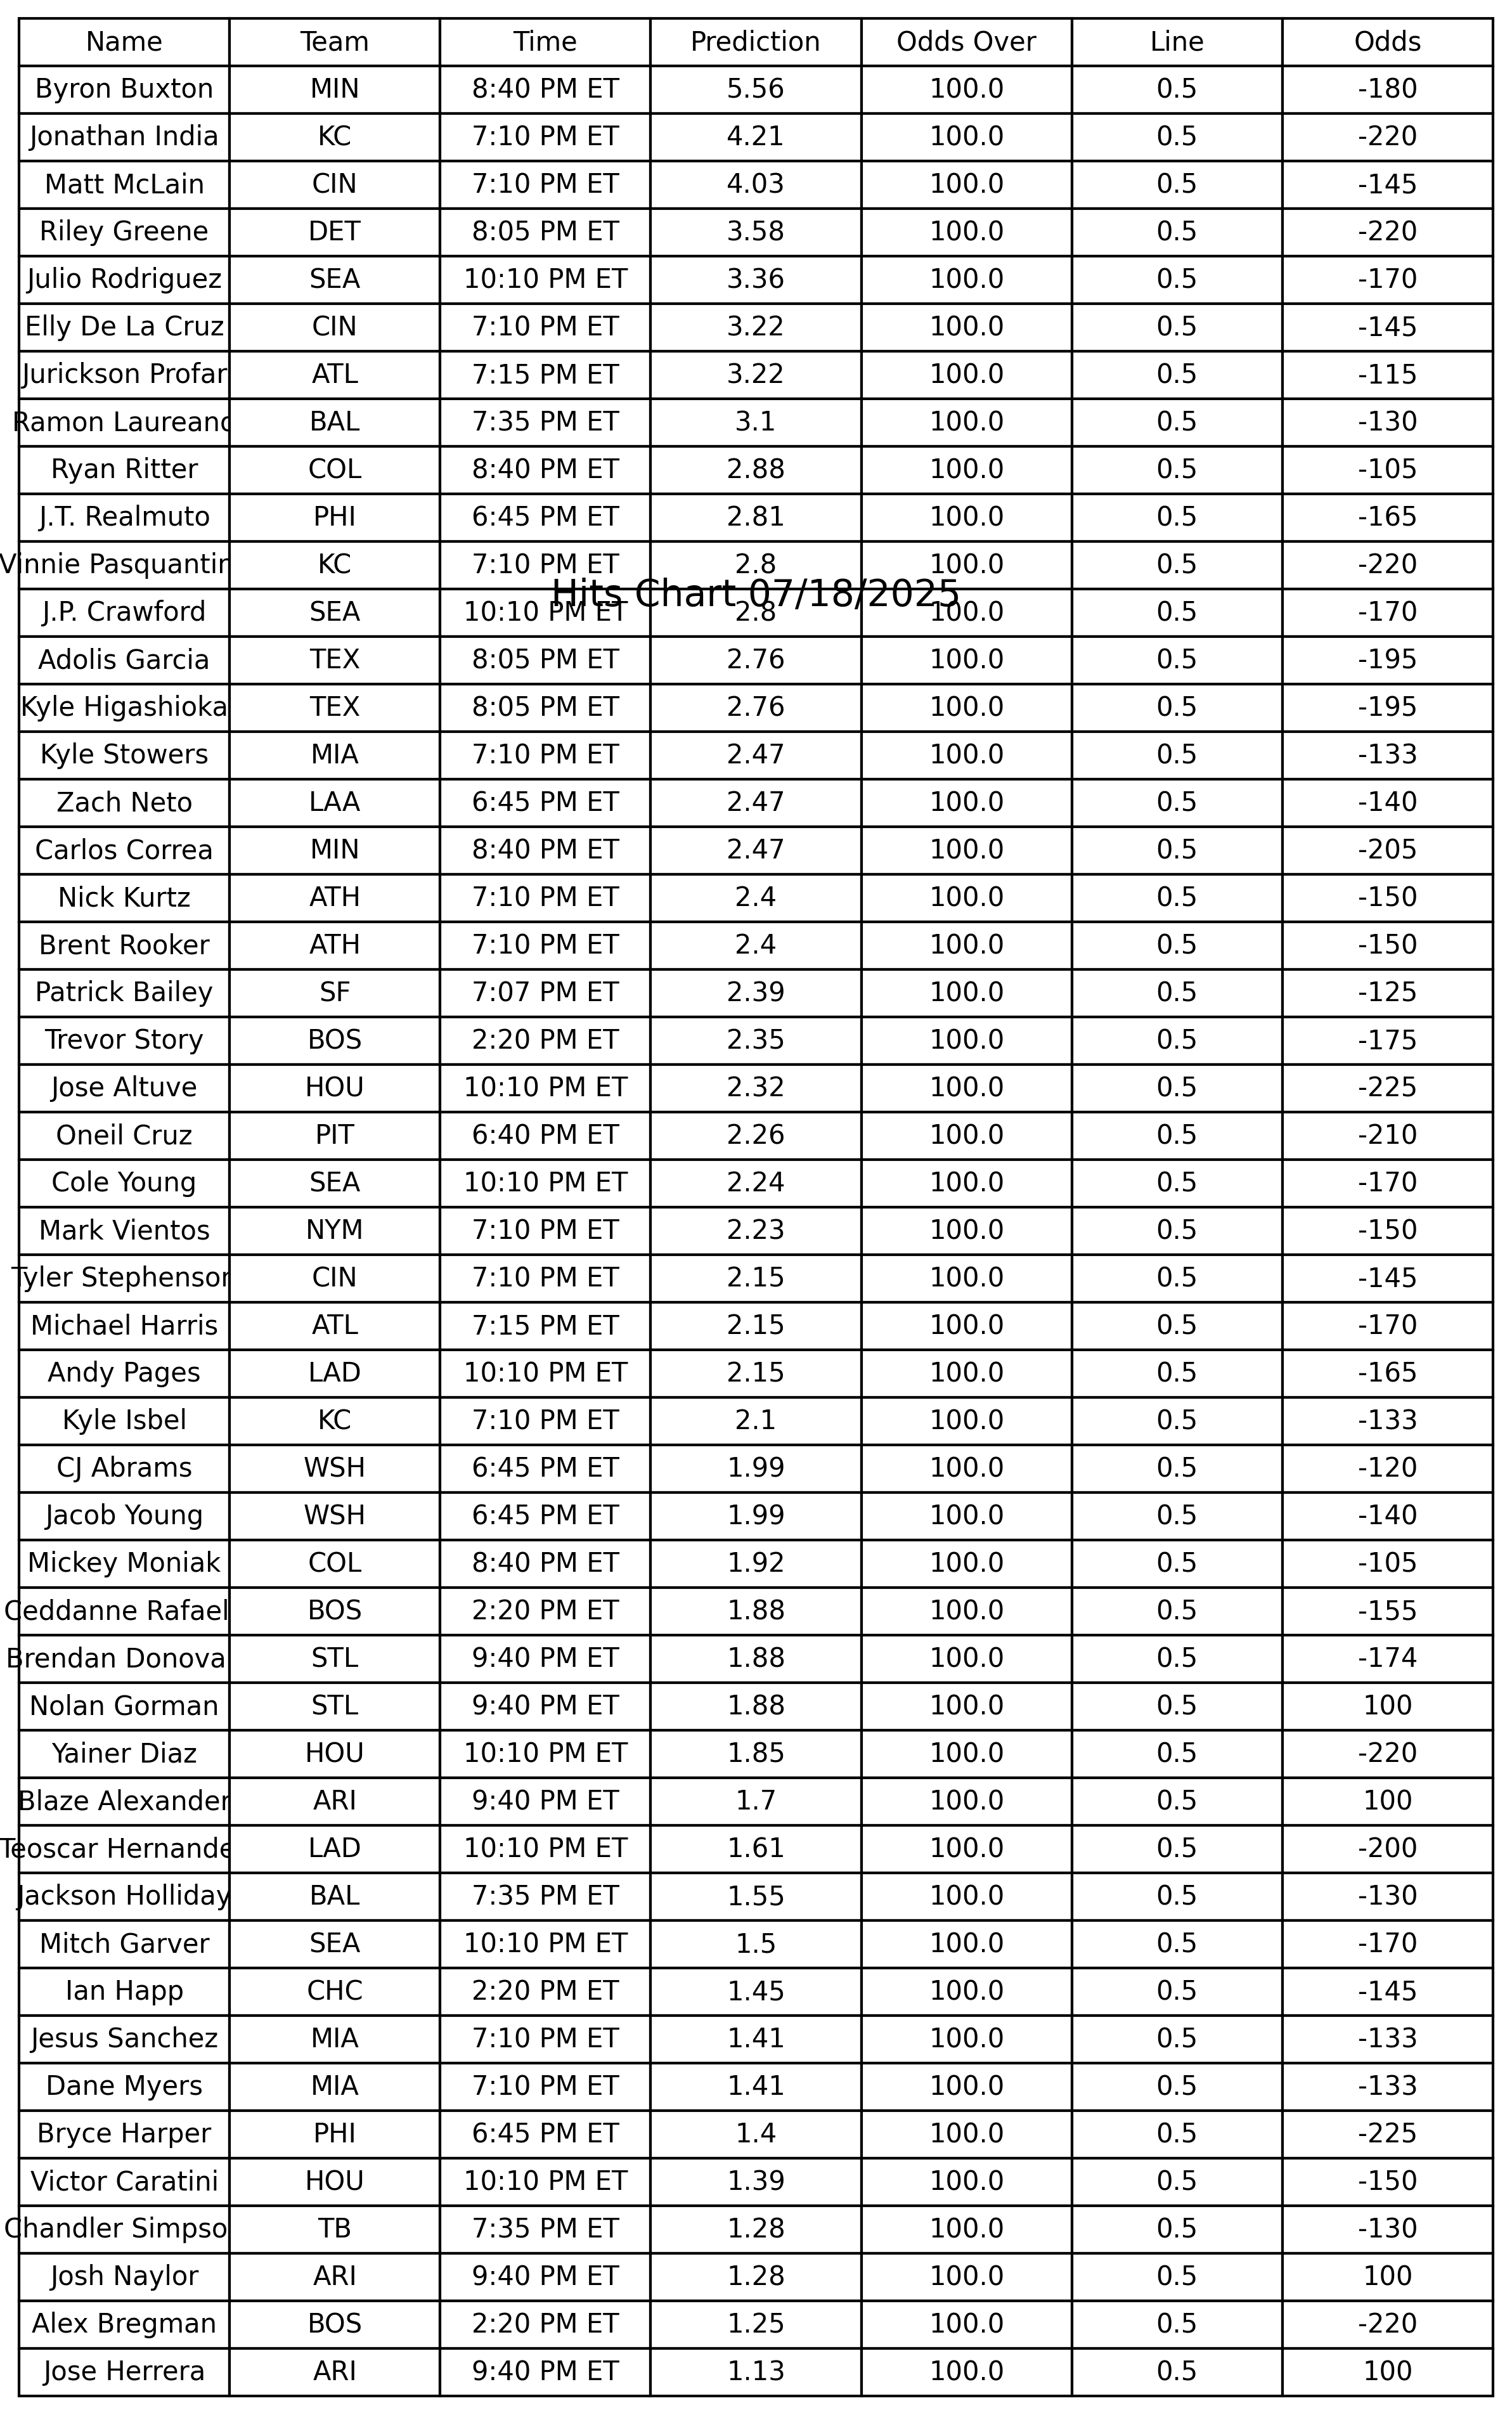 Name Team Time Prediction Odds Over Line Odds
Byron Buxton MIN 8:40 PM ET 5.56 100.0 0.5 -180
Jonathan India KC 7:10 PM ET 4.21 100.0 0.5 -220
Matt McLain CIN 7:10 PM ET 4.03 100.0 0.5 -145
Riley Greene DET 8:05 PM ET 3.58 100.0 0.5 -220
Julio Rodriguez SEA 10:10 PM ET 3.36 100.0 0.5 -170
Elly De La Cruz CIN 7:10 PM ET 3.22 100.0 0.5 -145
Jurickson Profar ATL 7:15 PM ET 3.22 100.0 0.5 -115
Ramon Laureano BAL 7:35 PM ET 3.1 100.0 0.5 -130
Ryan Ritter COL 8:40 PM ET 2.88 100.0 0.5 -105
J.T. Realmuto PHI 6:45 PM ET 2.81 100.0 0.5 -165
Vinnie Pasquantin KC 7:10 PM ET 2.8 100.0 0.5 -220
Hits Chart 07/18/2025
J.P. Crawford SEA 10:10 PM ET 2.8 100.0 0.5 -170
Adolis Garcia TEX 8:05 PM ET 2.76 100.0 0.5 -195
Kyle Higashioka TEX 8:05 PM ET 2.76 100.0 0.5 -195
Kyle Stowers MIA 7:10 PM ET 2.47 100.0 0.5 -133
Zach Neto LAA 6:45 PM ET 2.47 100.0 0.5 -140
Carlos Correa MIN 8:40 PM ET 2.47 100.0 0.5 -205
Nick Kurtz ATH 7:10 PM ET 2.4 100.0 0.5 -150
Brent Rooker ATH 7:10 PM ET 2.4 100.0 0.5 -150
Patrick Bailey SF 7:07 PM ET 2.39 100.0 0.5 -125
Trevor Story BOS 2:20 PM ET 2.35 100.0 0.5 -175
Jose Altuve HOU 10:10 PM ET 2.32 100.0 0.5 -225
Oneil Cruz PIT 6:40 PM ET 2.26 100.0 0.5 -210
Cole Young SEA 10:10 PM ET 2.24 100.0 0.5 -170
Mark Vientos NYM 7:10 PM ET 2.23 100.0 0.5 -150
Tyler Stephenson CIN 7:10 PM ET 2.15 100.0 0.5 -145
Michael Harris ATL 7:15 PM ET 2.15 100.0 0.5 -170
Andy Pages LAD 10:10 PM ET 2.15 100.0 0.5 -165
Kyle Isbel KC 7:10 PM ET 2.1 100.0 0.5 -133
CJ Abrams WSH 6:45 PM ET 1.99 100.0 0.5 -120
Jacob Young WSH 6:45 PM ET 1.99 100.0 0.5 -140
Mickey Moniak COL 8:40 PM ET 1.92 100.0 0.5 -105
Ceddanne Rafael BOS 2:20 PM ET 1.88 100.0 0.5 -155
Brendan Donova STL 9:40 PM ET 1.88 100.0 0.5 -174
Nolan Gorman STL 9:40 PM ET 1.88 100.0 0.5 100
Yainer Diaz HOU 10:10 PM ET 1.85 100.0 0.5 -220
Blaze Alexander ARI 9:40 PM ET 1.7 100.0 0.5 100
Teoscar Hernande LAD 10:10 PM ET 1.61 100.0 0.5 -200
Jackson Holliday BAL 7:35 PM ET 1.55 100.0 0.5 -130
Mitch Garver SEA 10:10 PM ET 1.5 100.0 0.5 -170
Ian Happ CHC 2:20 PM ET 1.45 100.0 0.5 -145
Jesus Sanchez MIA 7:10 PM ET 1.41 100.0 0.5 -133
Dane Myers MIA 7:10 PM ET 1.41 100.0 0.5 -133
Bryce Harper PHI 6:45 PM ET 1.4 100.0 0.5 -225
Victor Caratini HOU 10:10 PM ET 1.39 100.0 0.5 -150
Chandler Simpso TB 7:35 PM ET 1.28 100.0 0.5 -130
Josh Naylor ARI 9:40 PM ET 1.28 100.0 0.5 100
Alex Bregman BOS 2:20 PM ET 1.25 100.0 0.5 -220
Jose Herrera ARI 9:40 PM ET 1.13 100.0 0.5 100